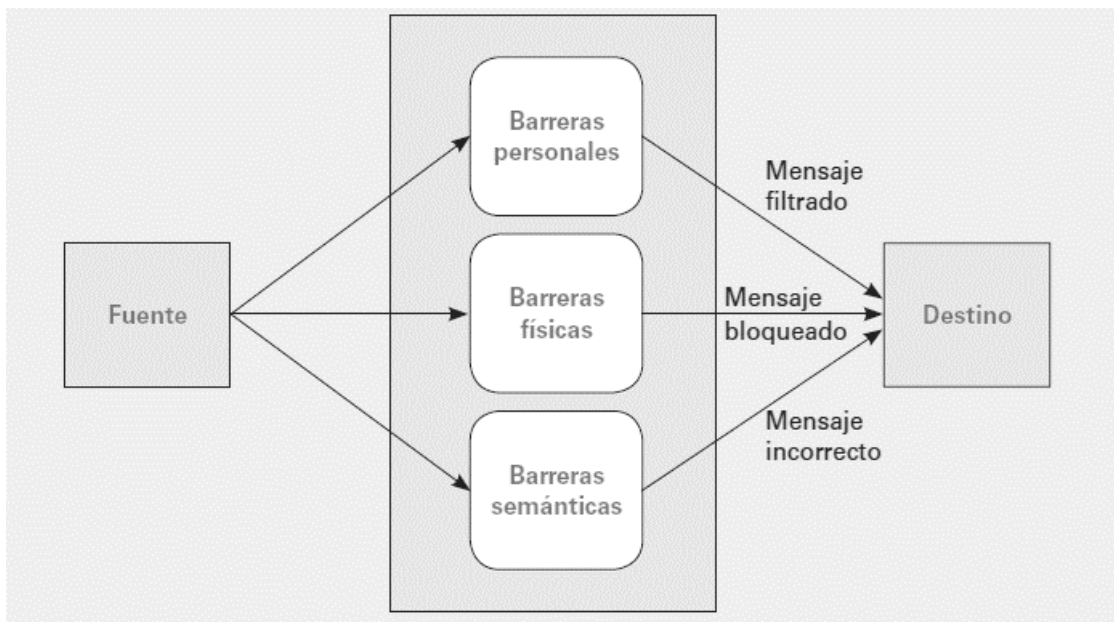 Barreras
personales
Mensaje
filtrado
Fuente
Barreras
físicas
Mensaje
bloqueado
Destino
Barreras
semánticas
Mensaje
incorrecto